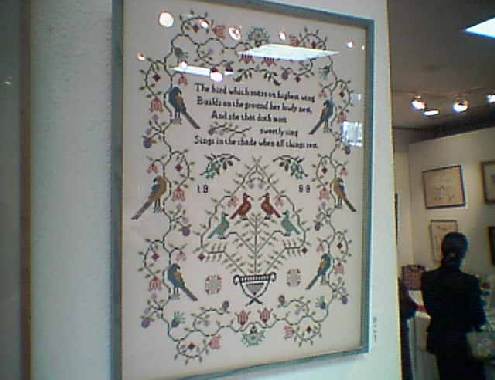 The bird which soars on highest wing
Builds on the ground her lowly nest,
And she that doth most
sweetly sing
Sings in the shade when all things rest.
19 98